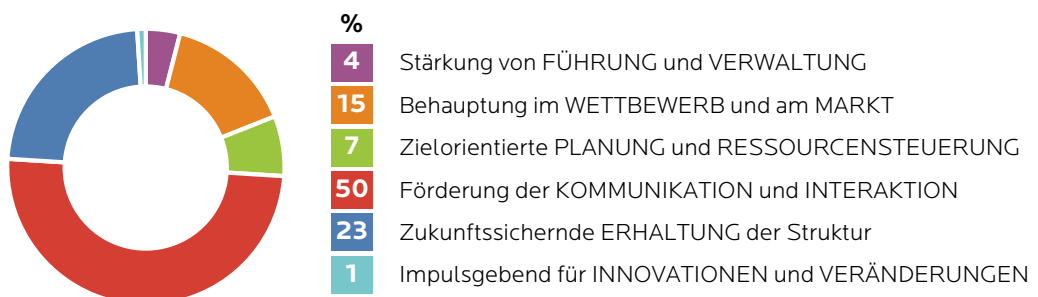 %
4 Stärkung von FÜHRUNG und VERWALTUNG
15 Behauptung im WETTBEWERB und am MARKT
7 Zielorientierte PLANUNG und RESSOURCENSTEUERUNG
50 Förderung der KOMMUNIKATION und INTERAKTION
23 Zukunftssichernde ERHALTUNG der Struktur
1 Impulsgebend für INNOVATIONEN und VERÄNDERUNGEN